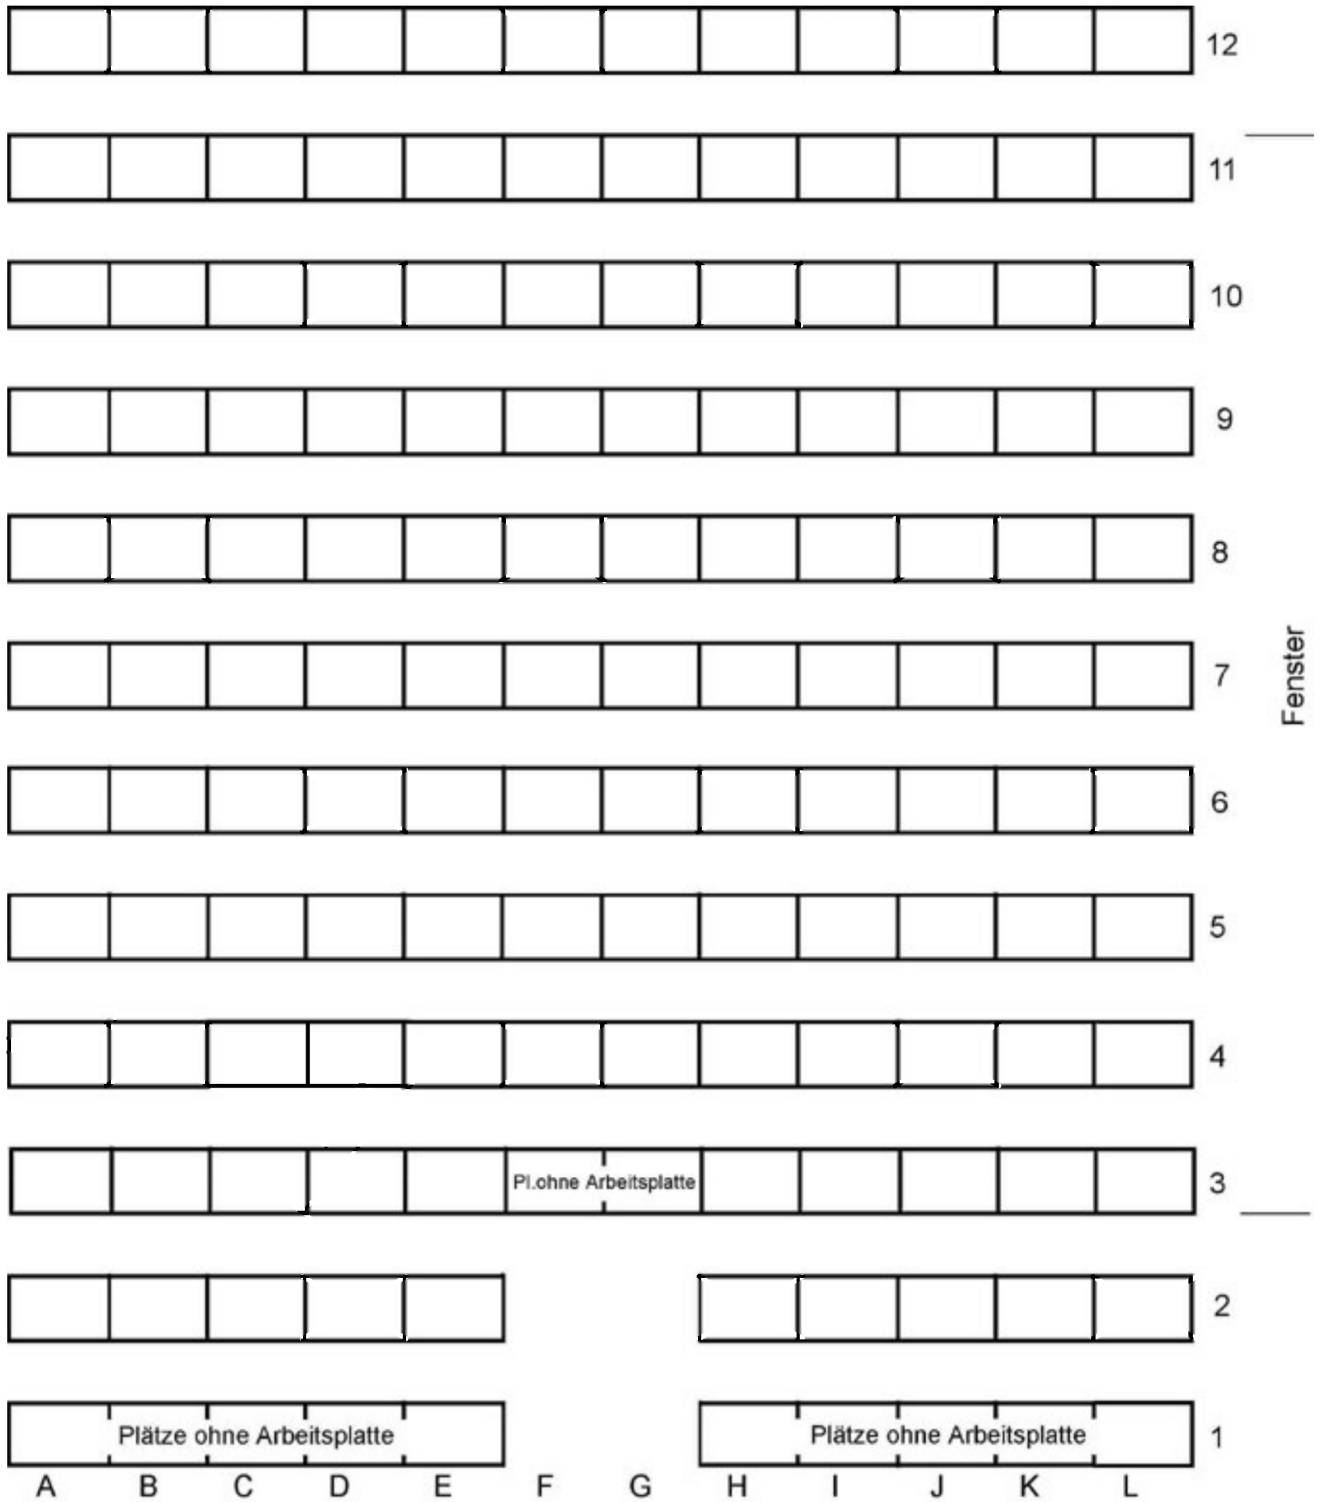 12
11
10
9
8
7
Fenster
6
5
4
Pl.ohne Arbeitsplatte
3
2
Plätze ohne Arbeitsplatte
Plätze ohne Arbeitsplatte
1
A B C D E F G H I J K L